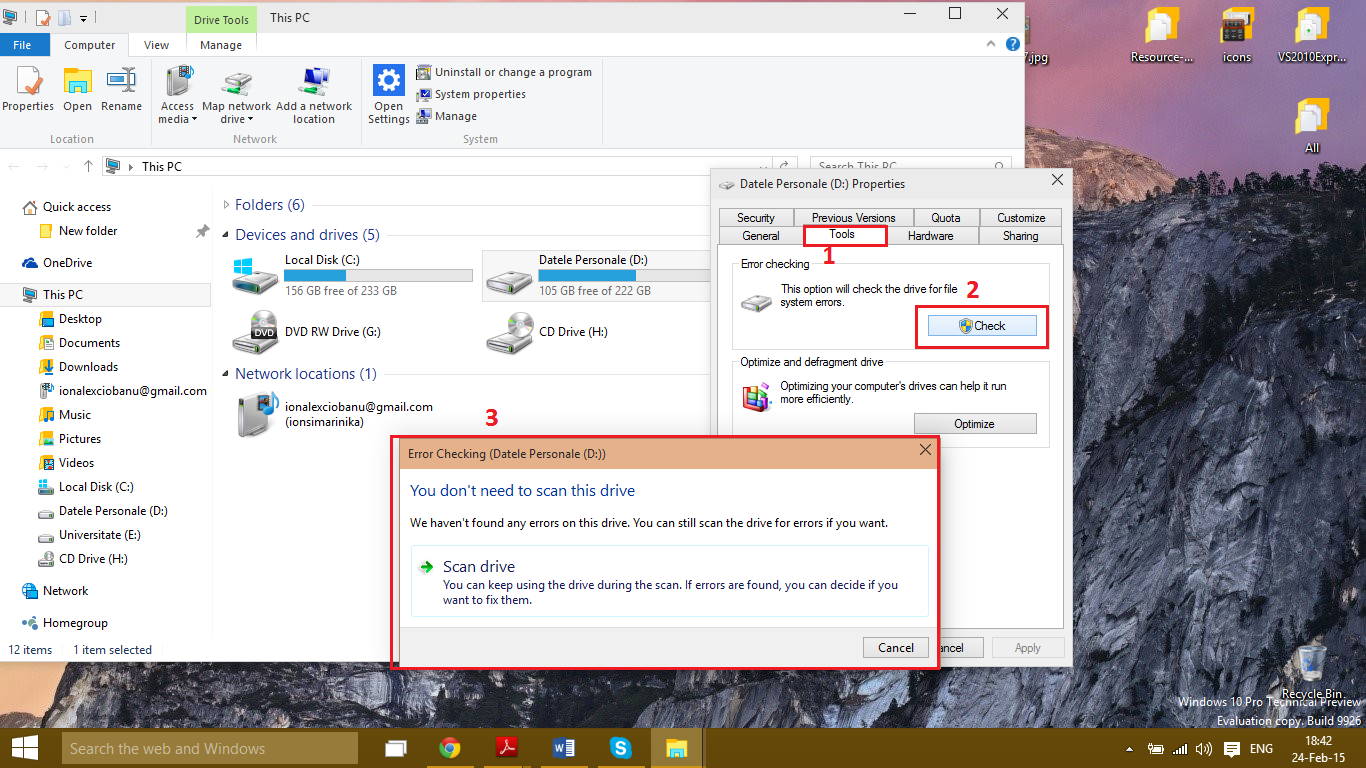 Drive Tools
This PC
File
Computer
View
Manage
Properties
Open
Rename
Access
media
Map network
drive
Add a network
location
Open
Settings
Uninstall or change a program
System properties
Manage
Location
Network
System
This PC
Search This PC
Quick access
New folder
OneDrive
This PC
Desktop
Documents
Downloads
ionalexciobanu@gmail.com
Music
Pictures
Videos
Local Disk (C:)
Datele Personale (D:)
Universitate (E:)
CD Drive (H:)
Network
Homegroup
12 items
1 item selected
Folders (6)
Devices and drives (5)
Local Disk (C:)
156 GB free of 233 GB
Datele Personale (D:)
105 GB free of 222 GB
DVD
DVD RW Drive (G:)
CD Drive (H:)
Network locations (1)
ionalexciobanu@gmail.com
(ionsimarinika)
Datele Personale (D:) Properties
Security
Previous Versions
Quota
Customize
General
Tools
Hardware
Sharing
1
Error checking
This option will check the drive for file
system errors.
2
Check
Optimize and defragment drive
Optimizing your computer's drives can help it run
more efficiently.
Optimize
ancel
Apply
3
Error Checking (Datele Personale (D:))
You don't need to scan this drive
We haven't found any errors on this drive. You can still scan the drive for errors if you want.
Scan drive
You can keep using the drive during the scan. If errors are found, you can decide if you
want to fix them.
Cancel
7.jpg
Resource-...
icons
VS2010Expr...
All
Recycle Bin
Windows 10 Pro Technical Preview
Evaluation copy. Build 9926
Search the web and Windows
ENG
18:42
24-Feb-15